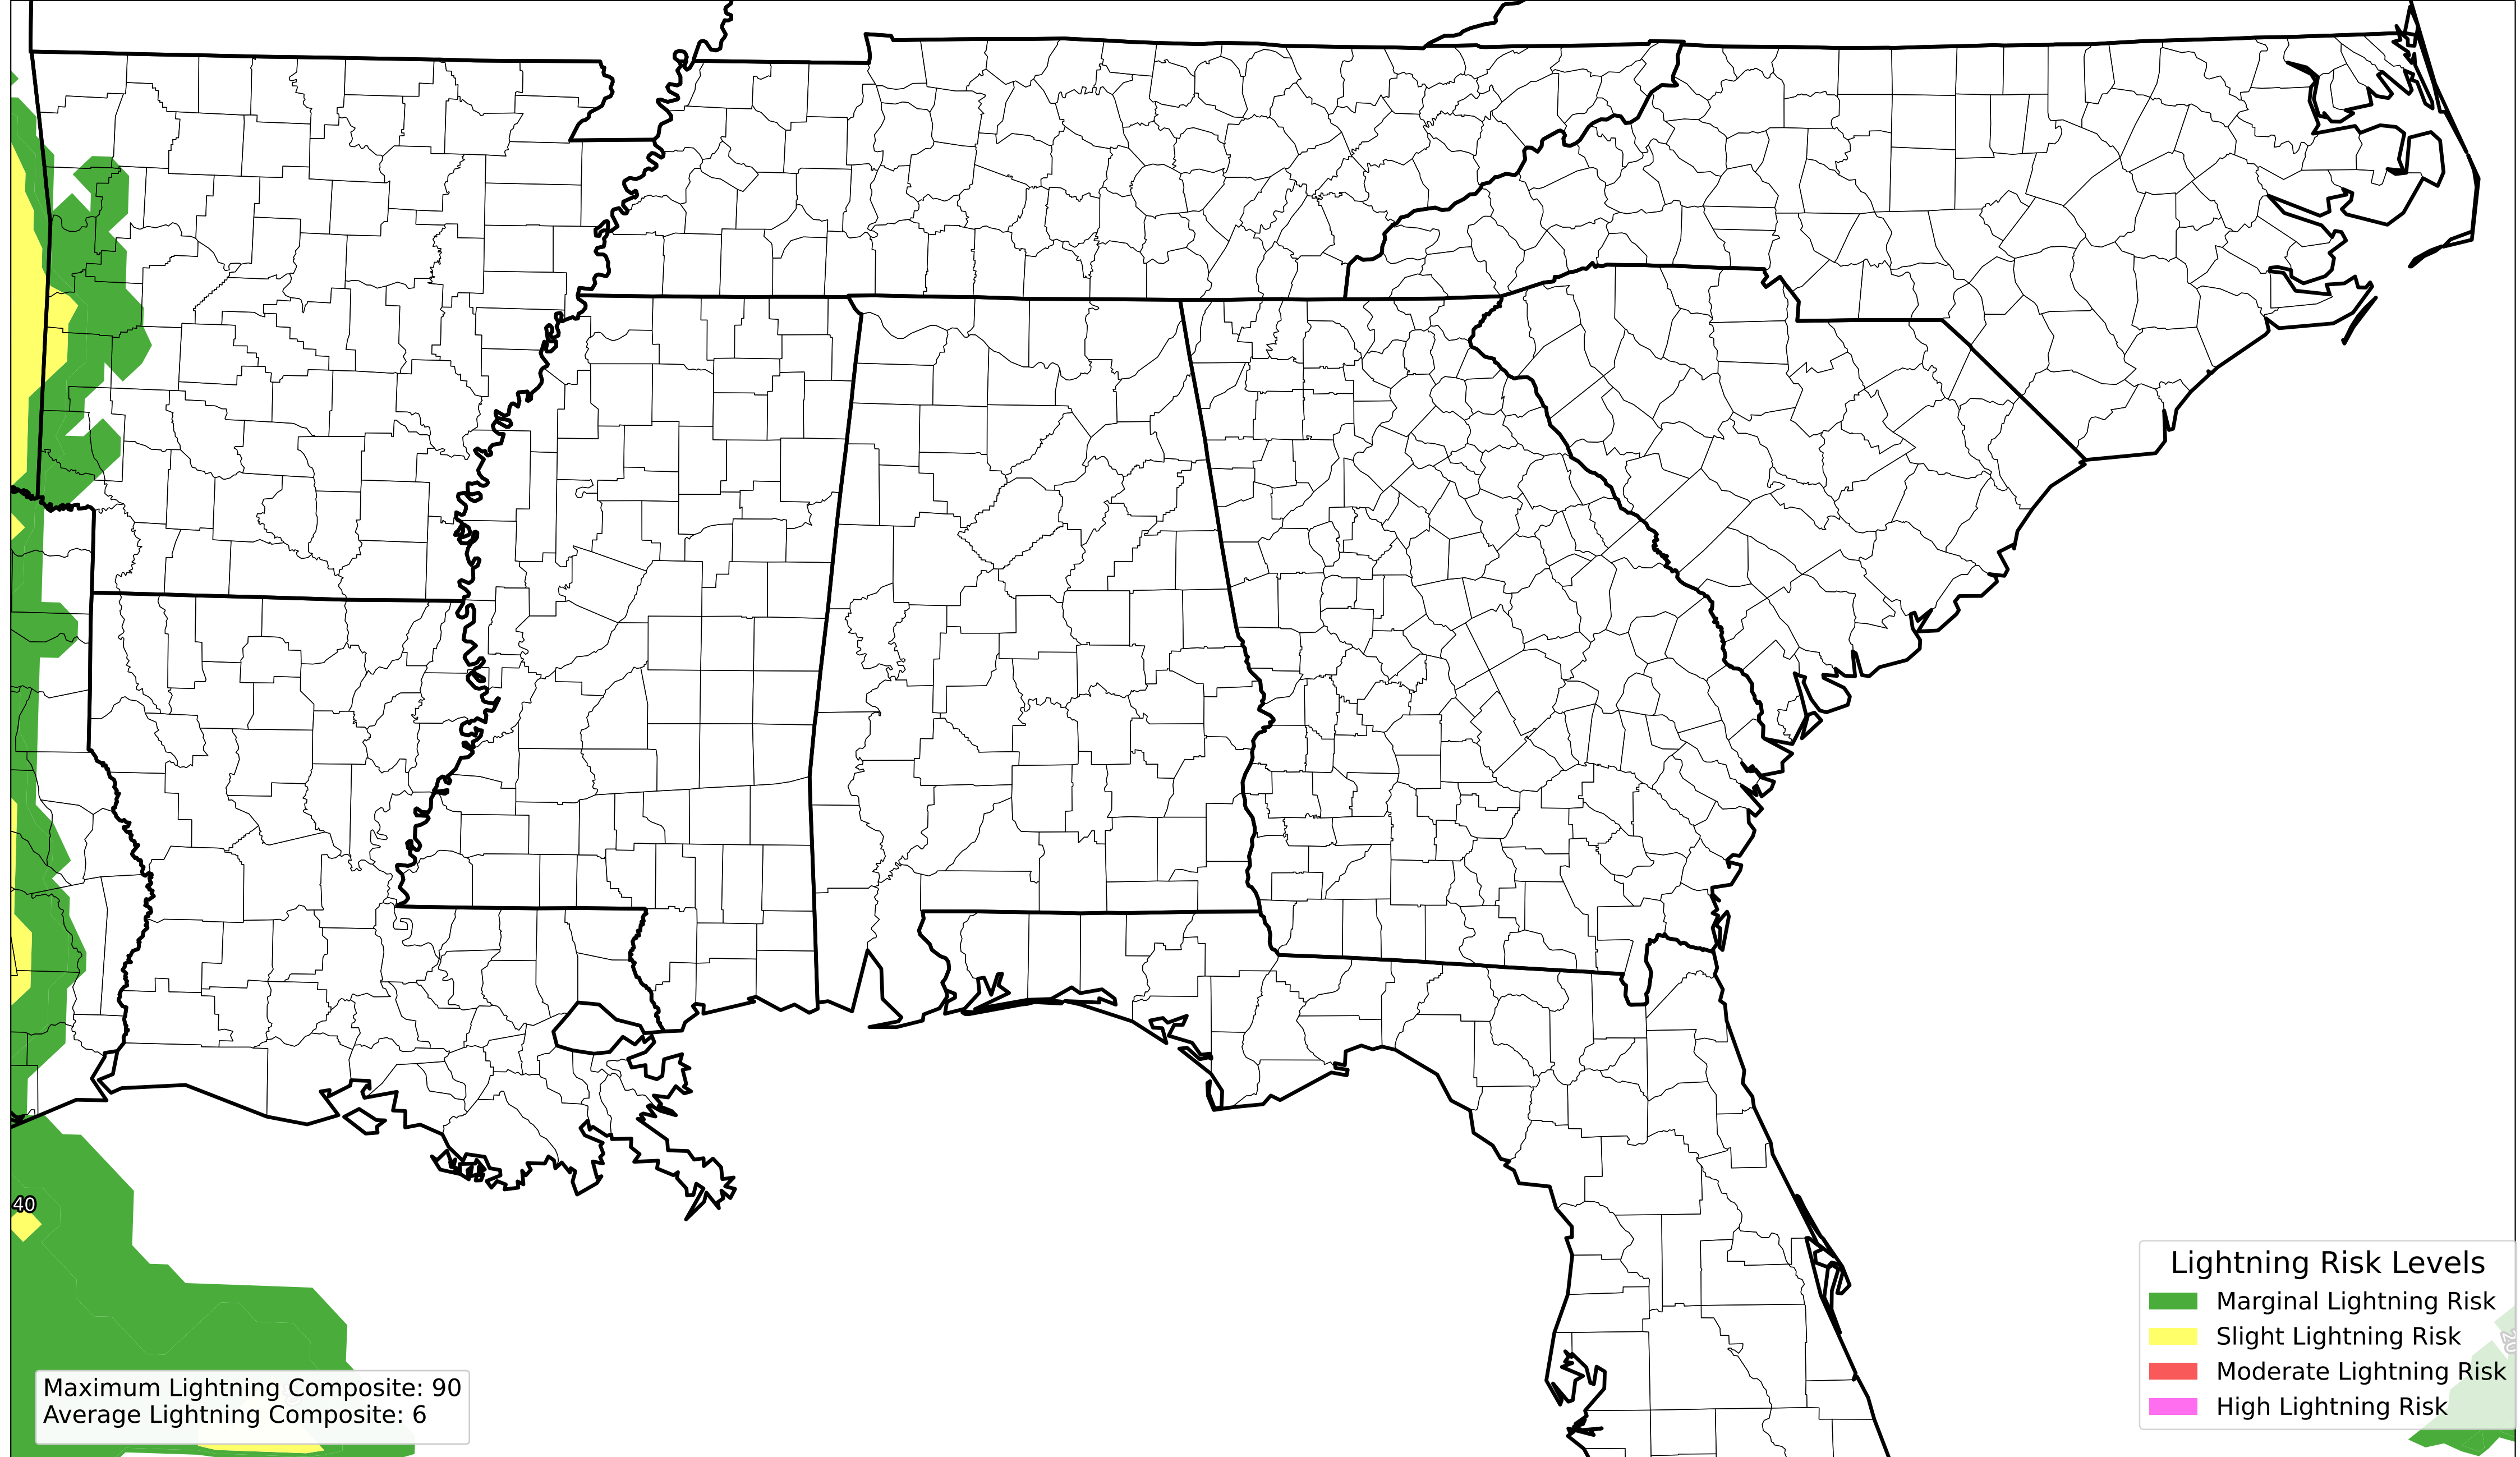 40
Lightning Risk Levels
Marginal Lightning Risk
Slight Lightning Risk
Moderate Lightning Risk
High Lightning Risk
Maximum Lightning Composite: 90
Average Lightning Composite: 6